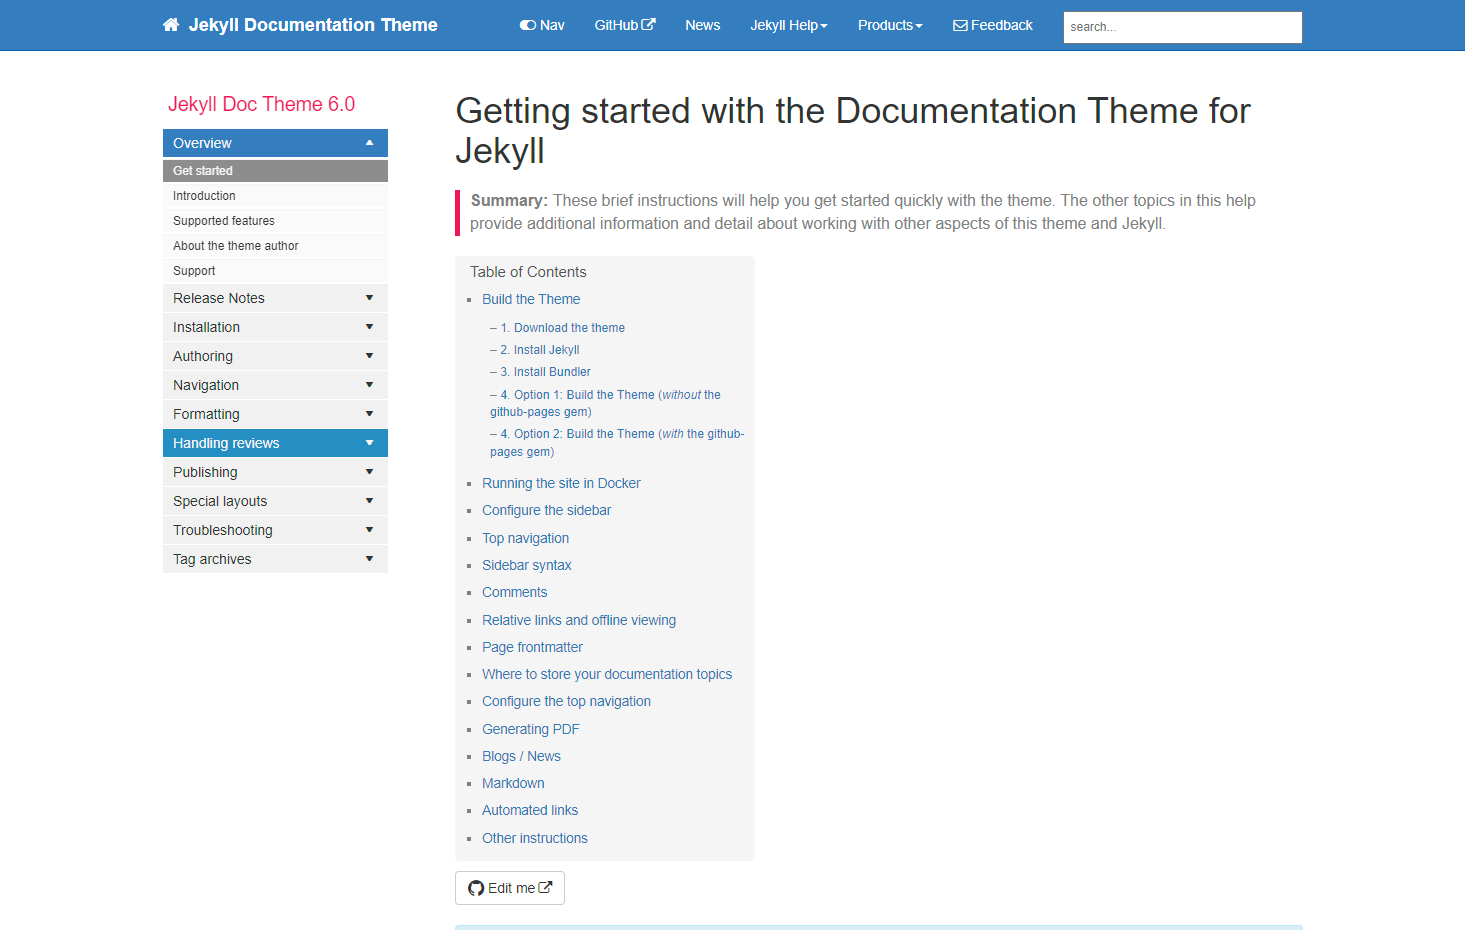 Jekyll Documentation Theme
Nav
GitHub
News
Jekyll Help
Products
Feedback
search...
Jekyll Doc Theme 6.0
Overview
Get started
Introduction
Supported features
About the theme author
Support
Release Notes
Installation
Authoring
Navigation
Formatting
Handling reviews
Publishing
Special layouts
Troubleshooting
Tag archives
Getting started with the Documentation Theme for
Jekyll
Summary: These brief instructions will help you get started quickly with the theme. The other topics in this help
provide additional information and detail about working with other aspects of this theme and Jekyll.
Table of Contents
Build the Theme
– 1. Download the theme
– 2. Install Jekyll
– 3. Install Bundler
– 4. Option 1: Build the Theme (without the
github-pages gem)
– 4. Option 2: Build the Theme (with the github-
pages gem)
Running the site in Docker
Configure the sidebar
Top navigation
Sidebar syntax
Comments
Relative links and offline viewing
Page frontmatter
Where to store your documentation topics
Configure the top navigation
Generating PDF
Blogs / News
Markdown
Automated links
Other instructions
Edit me